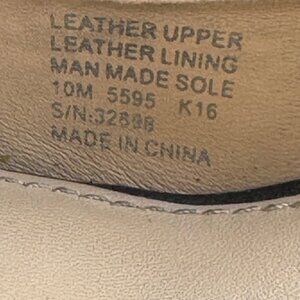 LEATHER UPPER
LEATHER LINING
MAN MADE SOLE
10M 5595 K16
S/N:32688
MADE IN CHINA